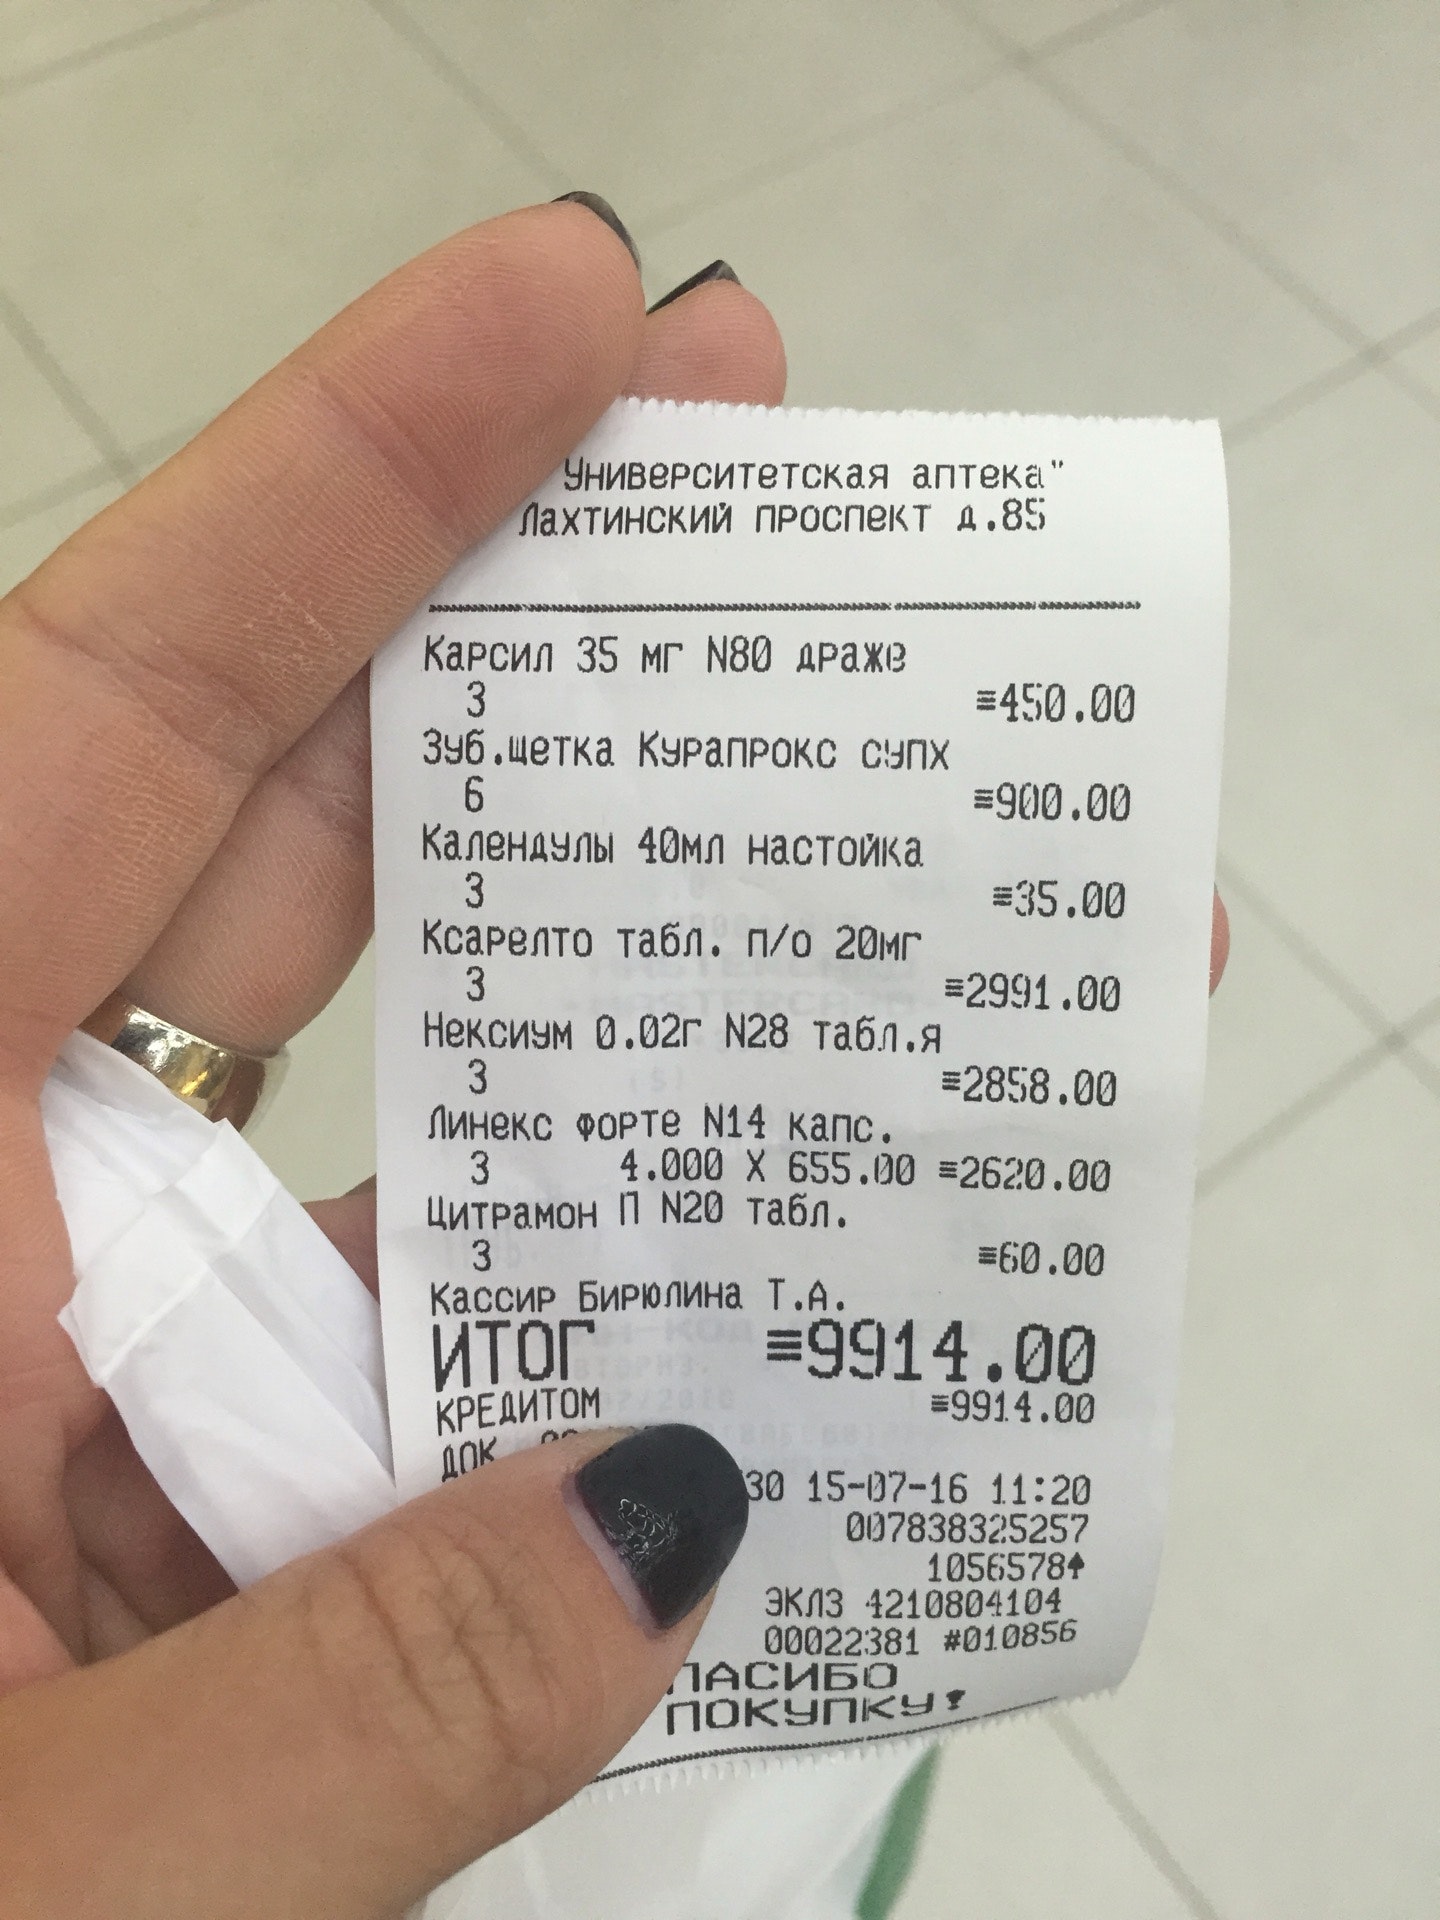 Университетская аптека"
Лахтинский проспект д.85
Карсил 35 мг N80 драже
3 ≡450.00
Зуб.щетка Курапрокс супх
6 ≡900.00
Календулы 40мл настойка
3 ≡35.00
Ксарелто табл. п/о 20мг
3 ≡2991.00
Нексиум 0.02г N28 табл.я
3 ≡2858.00
Линекс форте N14 капс.
3 4.000 X 655.00 ≡2620.00
Цитрамон П N20 табл.
3 ≡60.00
Кассир Бирюлина Т.А.
ИТОГ ≡9914.00
КРЕДИТОМ ≡9914.00
ДОК.
30 15-07-16 11:20
007838325257
1056578
ЭКЛЗ 4210804104
00022381 #010856
ПАСИБО
ПОКУПКУ!